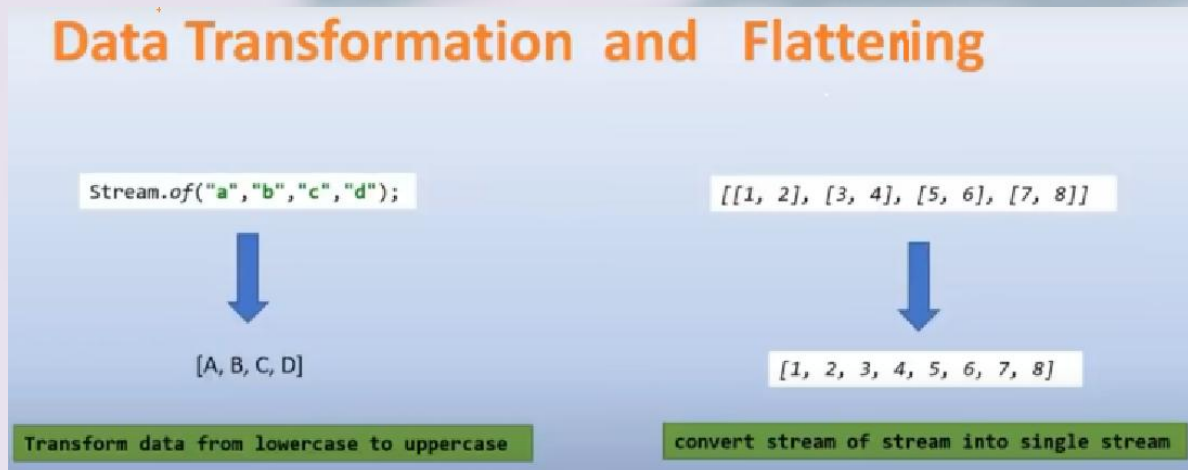 Data Transformation and Flattening
Stream.of("a","b","c","d");
[A, B, C, D]
Transform data from lowercase to uppercase
[[1, 2], [3, 4], [5, 6], [7, 8]]
[1, 2, 3, 4, 5, 6, 7, 8]
convert stream of stream into single stream